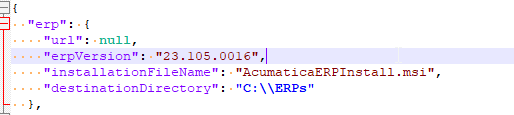 {
"erp": {
"url": null,
"erpVersion": "23.105.0016",
"installationFileName": "AcumaticaERPInstall.msi",
"destinationDirectory": "C:\\ERPs"
},